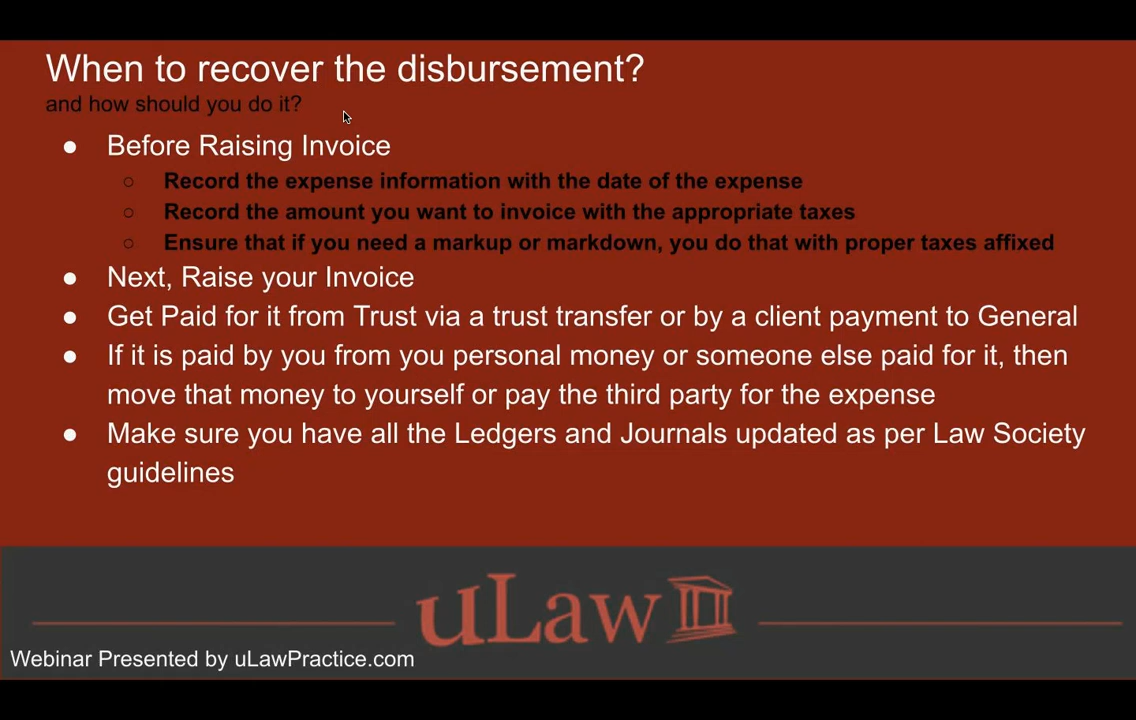 When to recover the disbursement?
and how should you do it?
● Before Raising Invoice
○ Record the expense information with the date of the expense
○ Record the amount you want to invoice with the appropriate taxes
○ Ensure that if you need a markup or markdown, you do that with proper taxes affixed
● Next, Raise your Invoice
● Get Paid for it from Trust via a trust transfer or by a client payment to General
● If it is paid by you from you personal money or someone else paid for it, then
move that money to yourself or pay the third party for the expense
● Make sure you have all the Ledgers and Journals updated as per Law Society
guidelines
uLaw
Webinar Presented by uLawPractice.com